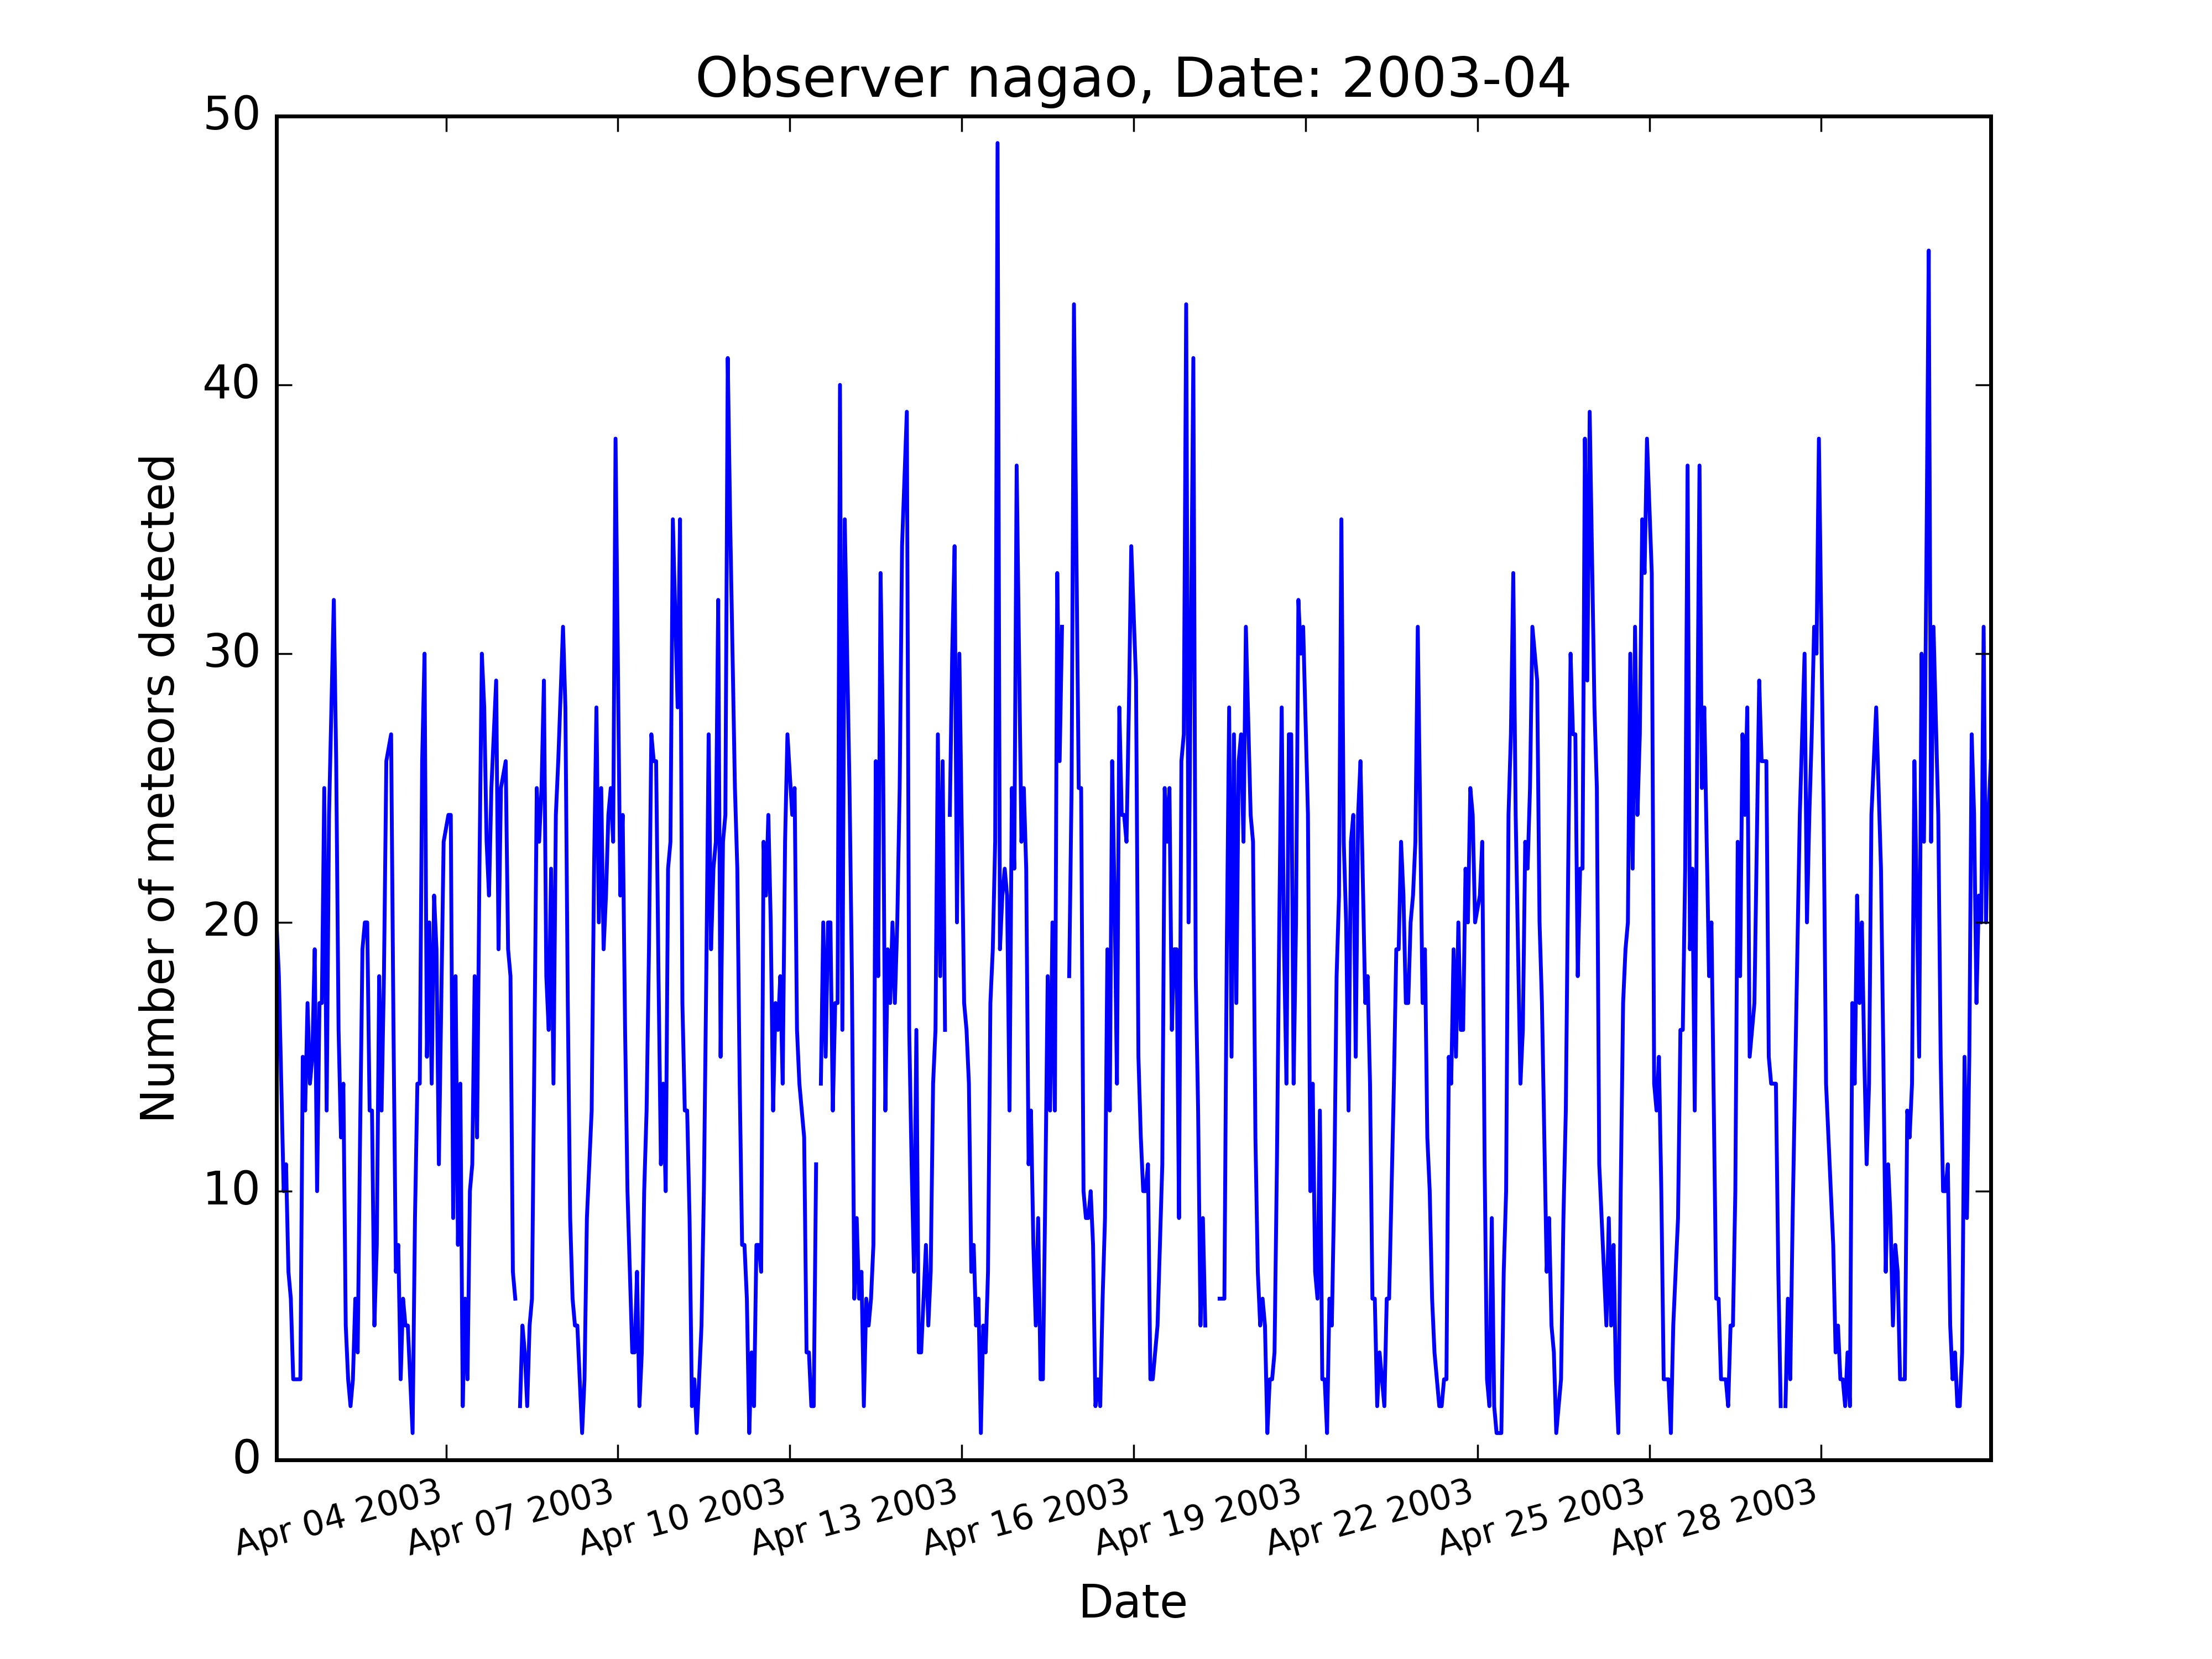 Observer nagao, Date: 2003-04
50
40
30
20
10
0
Number of meteors detected
Apr 04 2003
Apr 07 2003
Apr 10 2003
Apr 13 2003
Apr 16 2003
Apr 19 2003
Apr 22 2003
Apr 25 2003
Apr 28 2003
Date